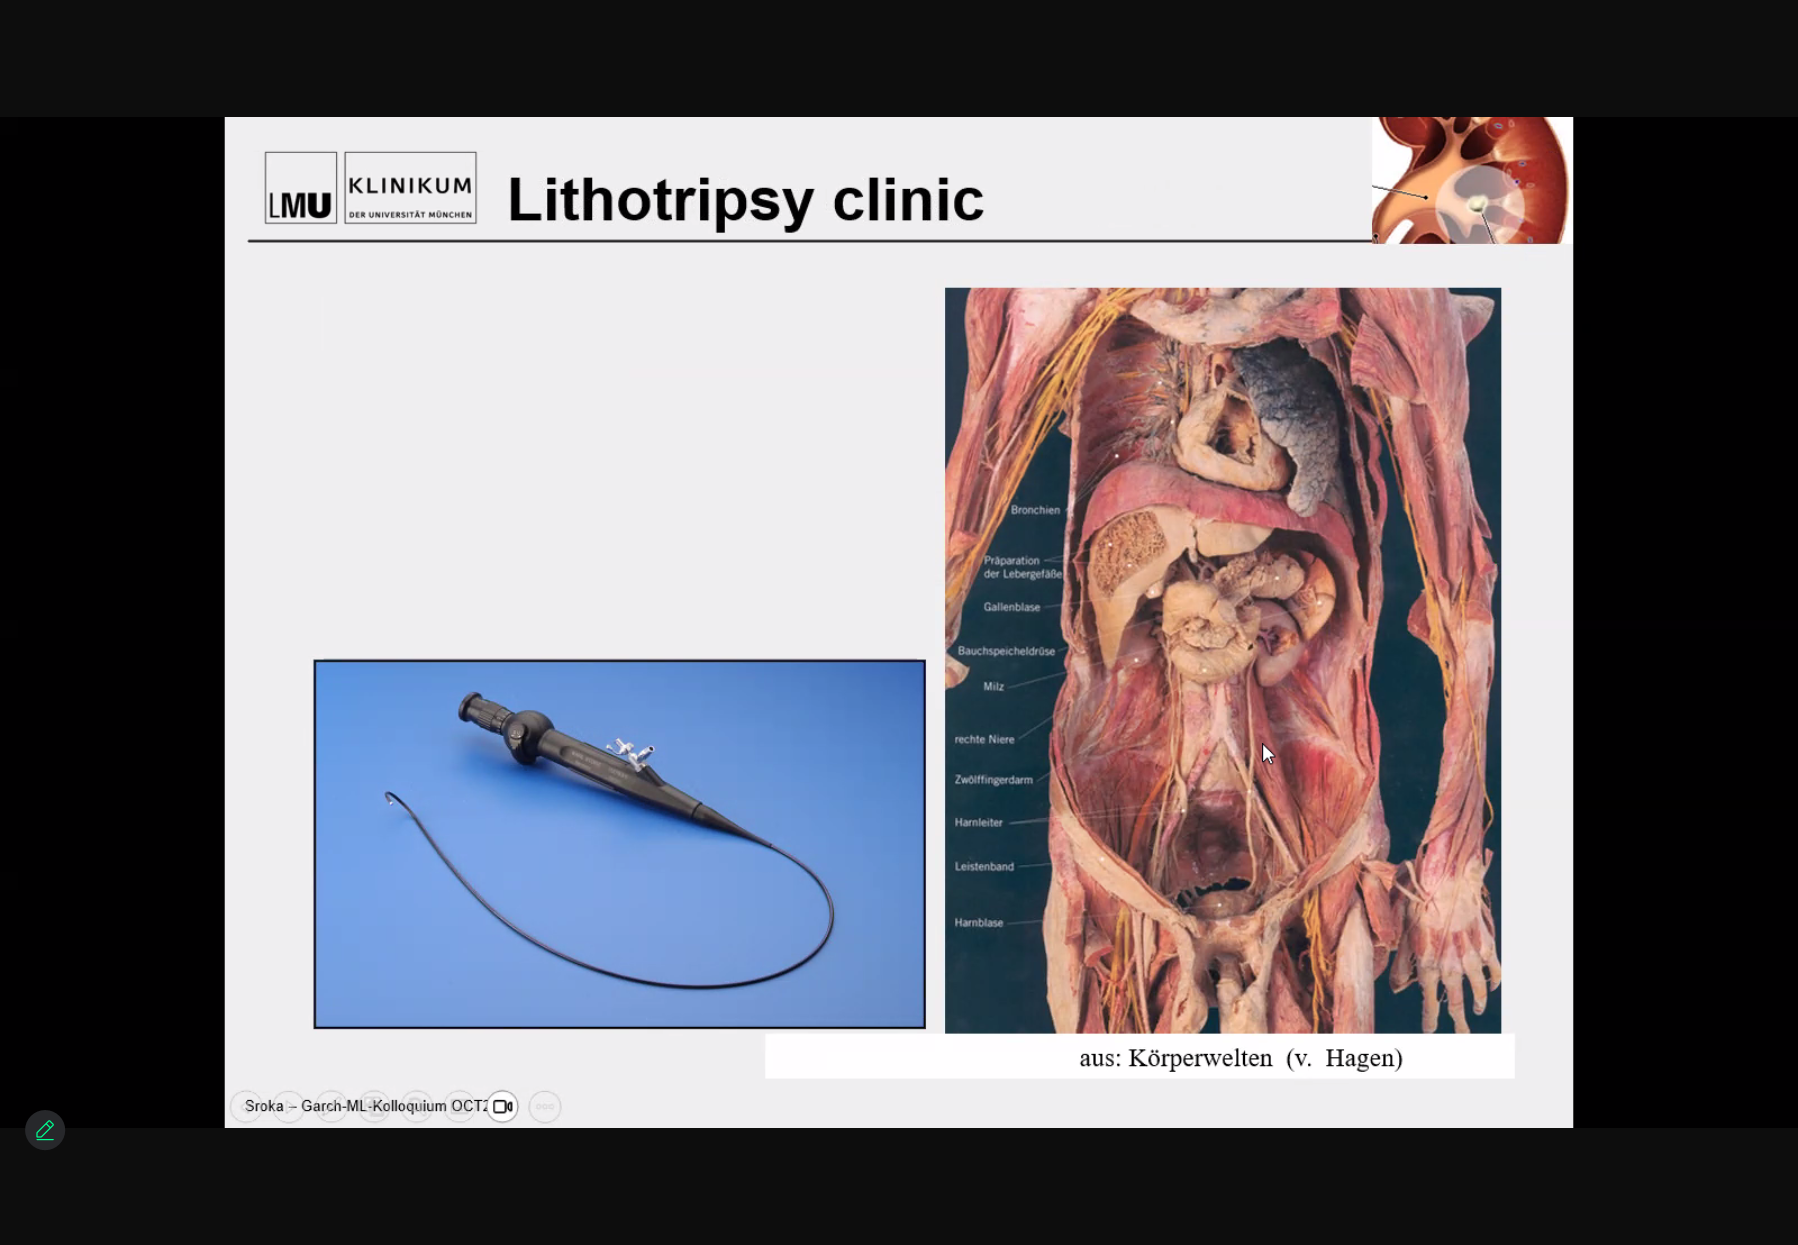 LMU
KLINIKUM
DER UNIVERSITÄT MÜNCHEN
Lithotripsy clinic
Bronchien
Präparation
der Lebergefäße
Gallenblase
Bauchspeicheldrüse
Milz
rechte Niere
Zwölffingerdarm
Harnleiter
Leistenband
Harnblase
aus: Körperwelten (v. Hagen)
Sroka – Garch-ML-Kolloquium OCT2